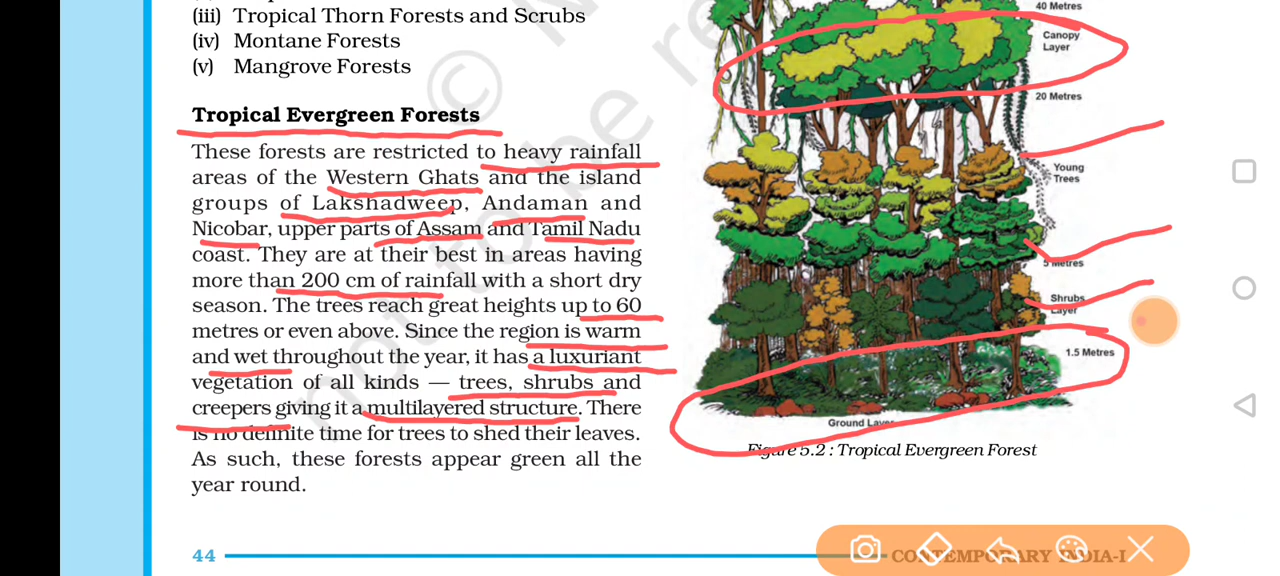 (iii) Tropical Thorn Forests and Scrubs
(iv) Montane Forests
(v) Mangrove Forests
Tropical Evergreen Forests
These forests are restricted to heavy rainfall
areas of the Western Ghats and the island
groups of Lakshadweep, Andaman and
Nicobar, upper parts of Assam and Tamil Nadu
coast. They are at their best in areas having
more than 200 cm of rainfall with a short dry
season. The trees reach great heights up to 60
metres or even above. Since the region is warm
and wet throughout the year, it has a luxuriant
vegetation of all kinds — trees, shrubs and
creepers giving it a multilayered structure. There
is no definite time for trees to shed their leaves.
As such, these forests appear green all the
year round.
40 Metres
Canopy
Layer
20 Metres
Young
Trees
5 Metres
Shrubs
Layer
1.5 Metres
Ground Layer
Figure 5.2 : Tropical Evergreen Forest
44
CONTEMPORARY INDIA-I
© N
not to be re